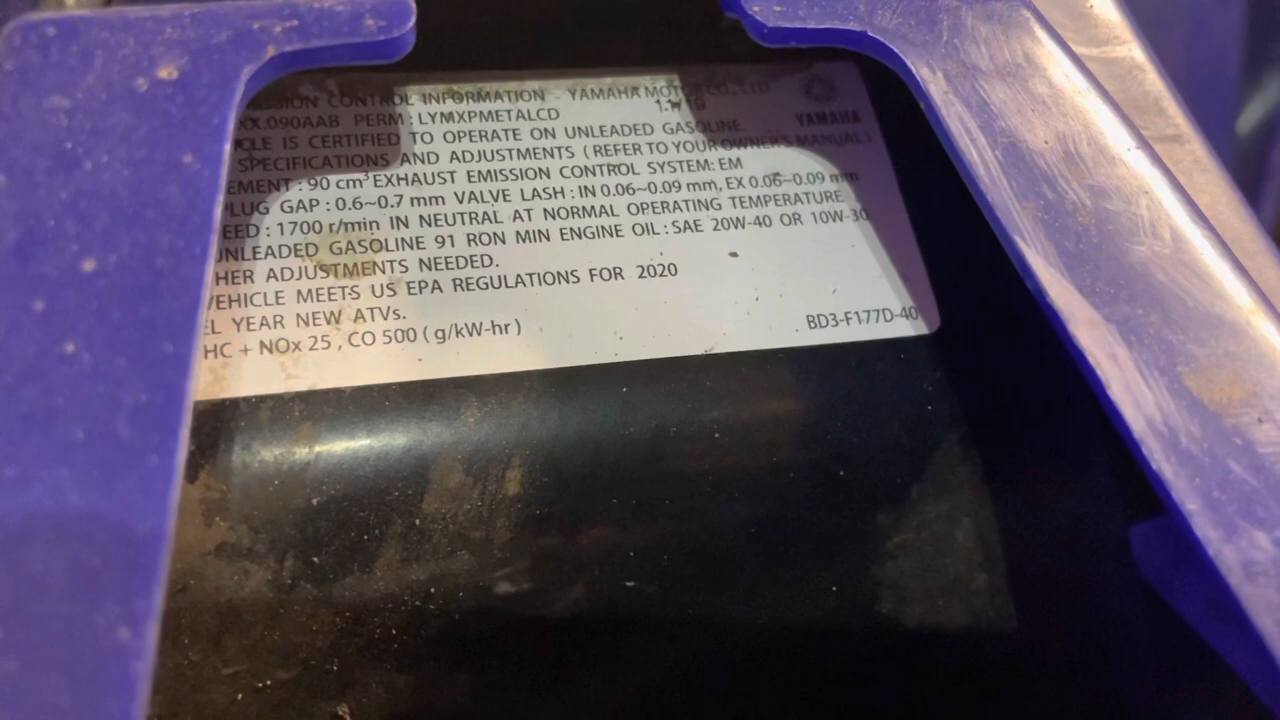 SSION CONTROL INFORMATION - YAMAHA MOTOR CO., LTD
XX.090AAB PERM : LYMXPMETALCD 11/19
ICLE IS CERTIFIED TO OPERATE ON UNLEADED GASOLINE. YAMAHA
SPECIFICATIONS AND ADJUSTMENTS ( REFER TO YOUR OWNER'S MANUAL )
EMENT : 90 cm³ EXHAUST EMISSION CONTROL SYSTEM: EM
LUG GAP : 0.6~0.7 mm VALVE LASH : IN 0.06~0.09 mm, EX 0.06~0.09 mm
EED : 1700 r/min IN NEUTRAL AT NORMAL OPERATING TEMPERATURE
UNLEADED GASOLINE 91 RON MIN ENGINE OIL : SAE 20W-40 OR 10W-30
HER ADJUSTMENTS NEEDED.
VEHICLE MEETS US EPA REGULATIONS FOR 2020
EL YEAR NEW ATVs.
HC + NOx 25 , CO 500 ( g/kW-hr )
BD3-F177D-40